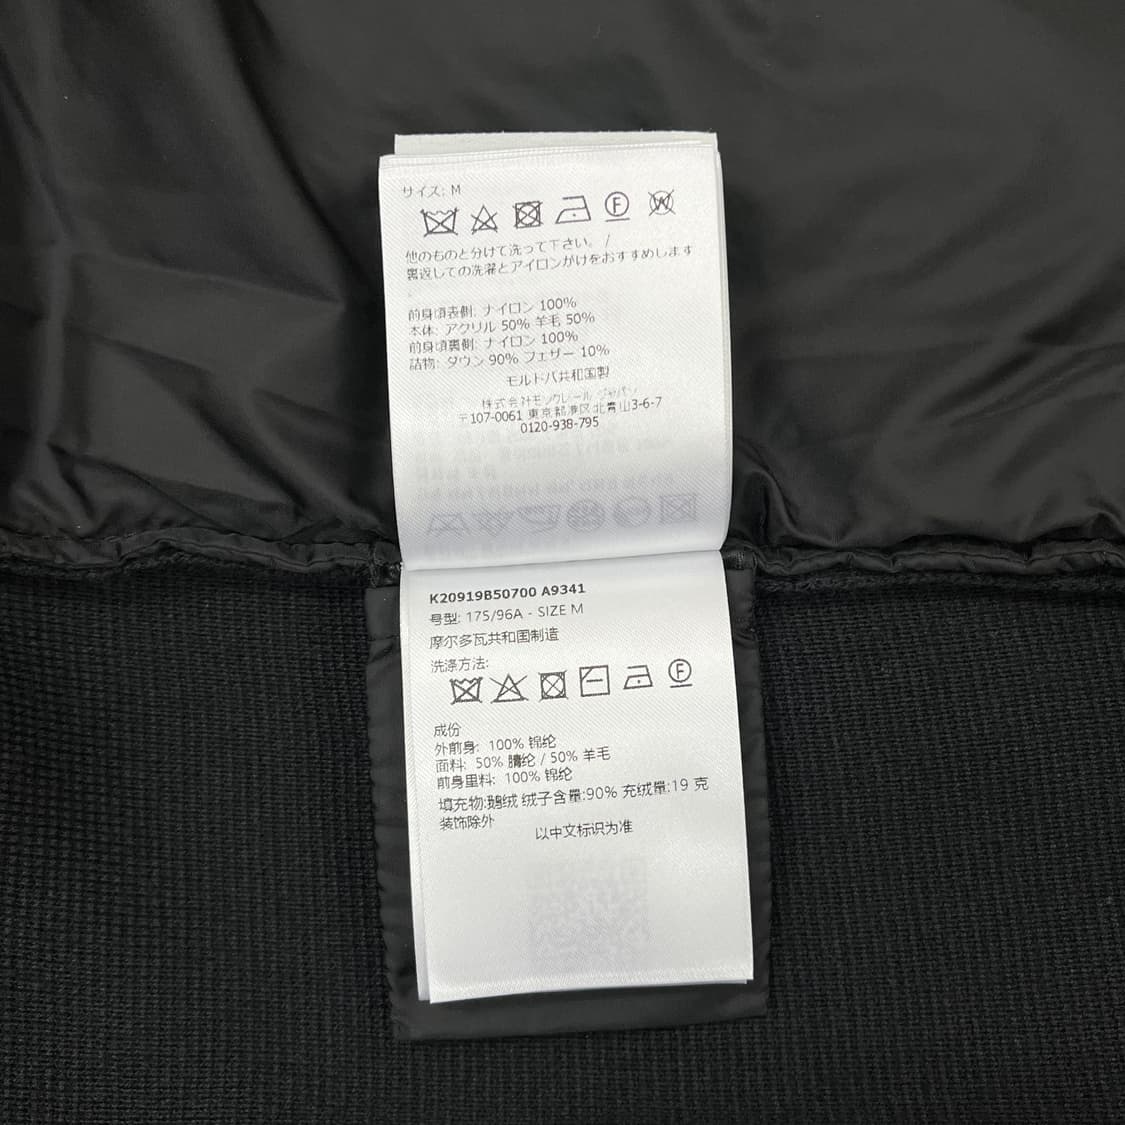 サイズ: M
他のものと分けて洗って下さい。 /
裏返しての洗濯とアイロンがけをおすすめします
前身頃表側: ナイロン 100%
本体: アクリル 50% 羊毛 50%
前身頃裏側: ナイロン 100%
詰物: ダウン 90% フェザー 10%
モルドバ共和国製
株式会社モンクレール ジャパン
〒107-0061 東京都港区北青山3-6-7
0120-938-795
K20919B50700 A9341
号型: 175/96A - SIZE M
摩尔多瓦共和国制造
洗涤方法:
成份
外前身: 100% 锦纶
面料: 50% 腈纶 / 50% 羊毛
前身里料: 100% 锦纶
填充物:鹅绒 绒子含量:90% 充绒量:19 克
装饰除外
以中文标识为准